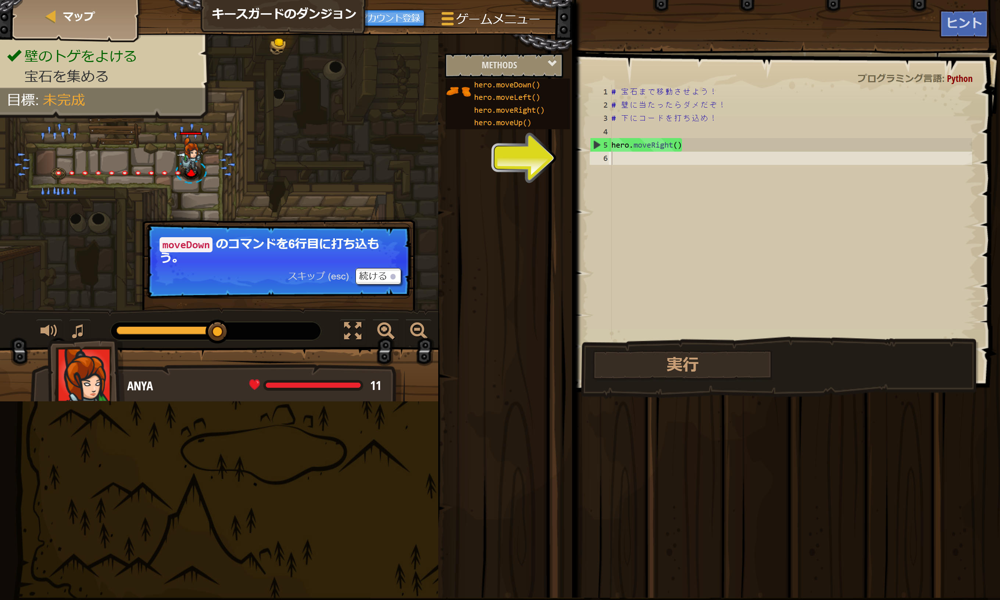 マップ
キースガードのダンジョン
カウント登録
ゲームメニュー
ヒント
壁のトゲをよける
宝石を集める
目標: 未完成
METHODS
hero.moveDown()
hero.moveLeft()
hero.moveRight()
hero.moveUp()
プログラミング言語: Python
1 # 宝石まで移動させよう！
2 # 壁に当たったらダメだぞ！
3 # 下にコードを打ち込め！
4
5 hero.moveRight()
6
moveDown のコマンドを6行目に打ち込も
う。
スキップ (esc) 続ける
実行
ANYA 11